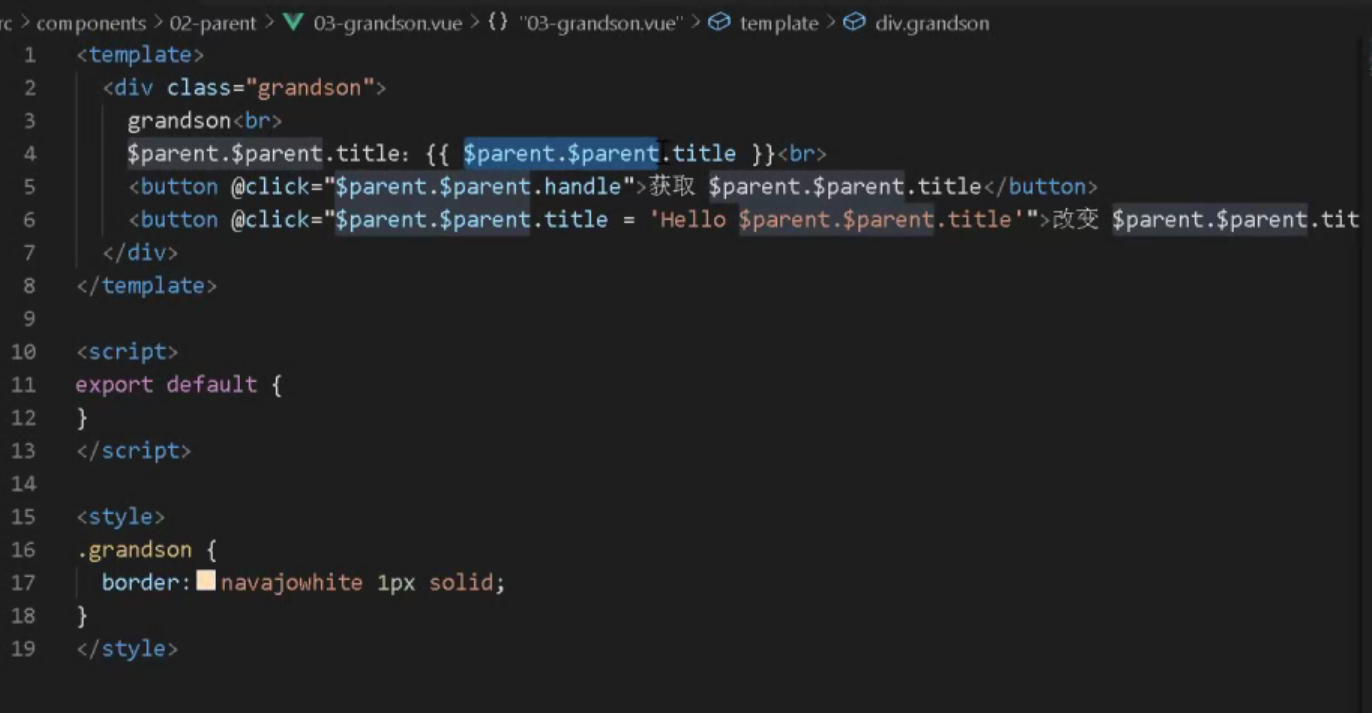 rc > components > 02-parent > 03-grandson.vue > {} "03-grandson.vue" > template > div.grandson
1 <template>
2 <div class="grandson">
3 grandson<br>
4 $parent.$parent.title: {{ $parent.$parent.title }}<br>
5 <button @click="$parent.$parent.handle">获取 $parent.$parent.title</button>
6 <button @click="$parent.$parent.title = 'Hello $parent.$parent.title'">改变 $parent.$parent.tit
7 </div>
8 </template>
9
10 <script>
11 export default {
12 }
13 </script>
14
15 <style>
16 .grandson {
17 border: navajowhite 1px solid;
18 }
19 </style>